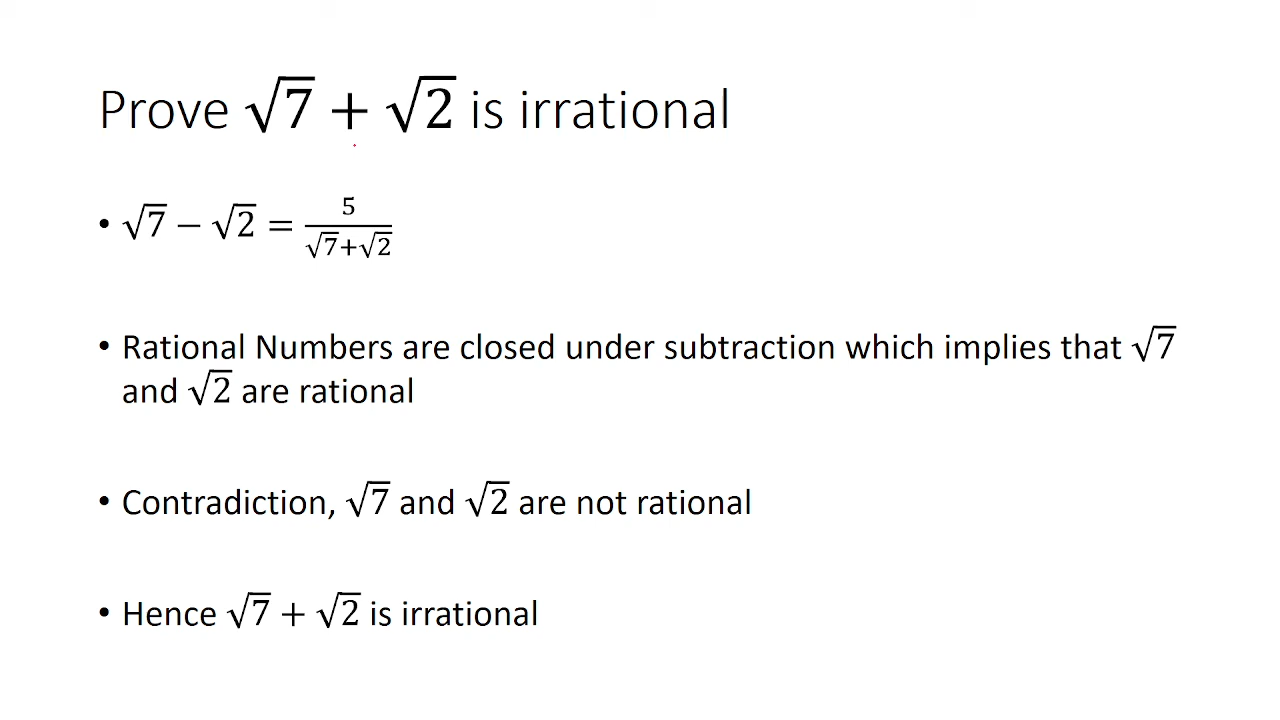 Prove √7 + √2 is irrational
• √7 − √2 = 5/(√7+√2)
• Rational Numbers are closed under subtraction which implies that √7
and √2 are rational
• Contradiction, √7 and √2 are not rational
• Hence √7 + √2 is irrational